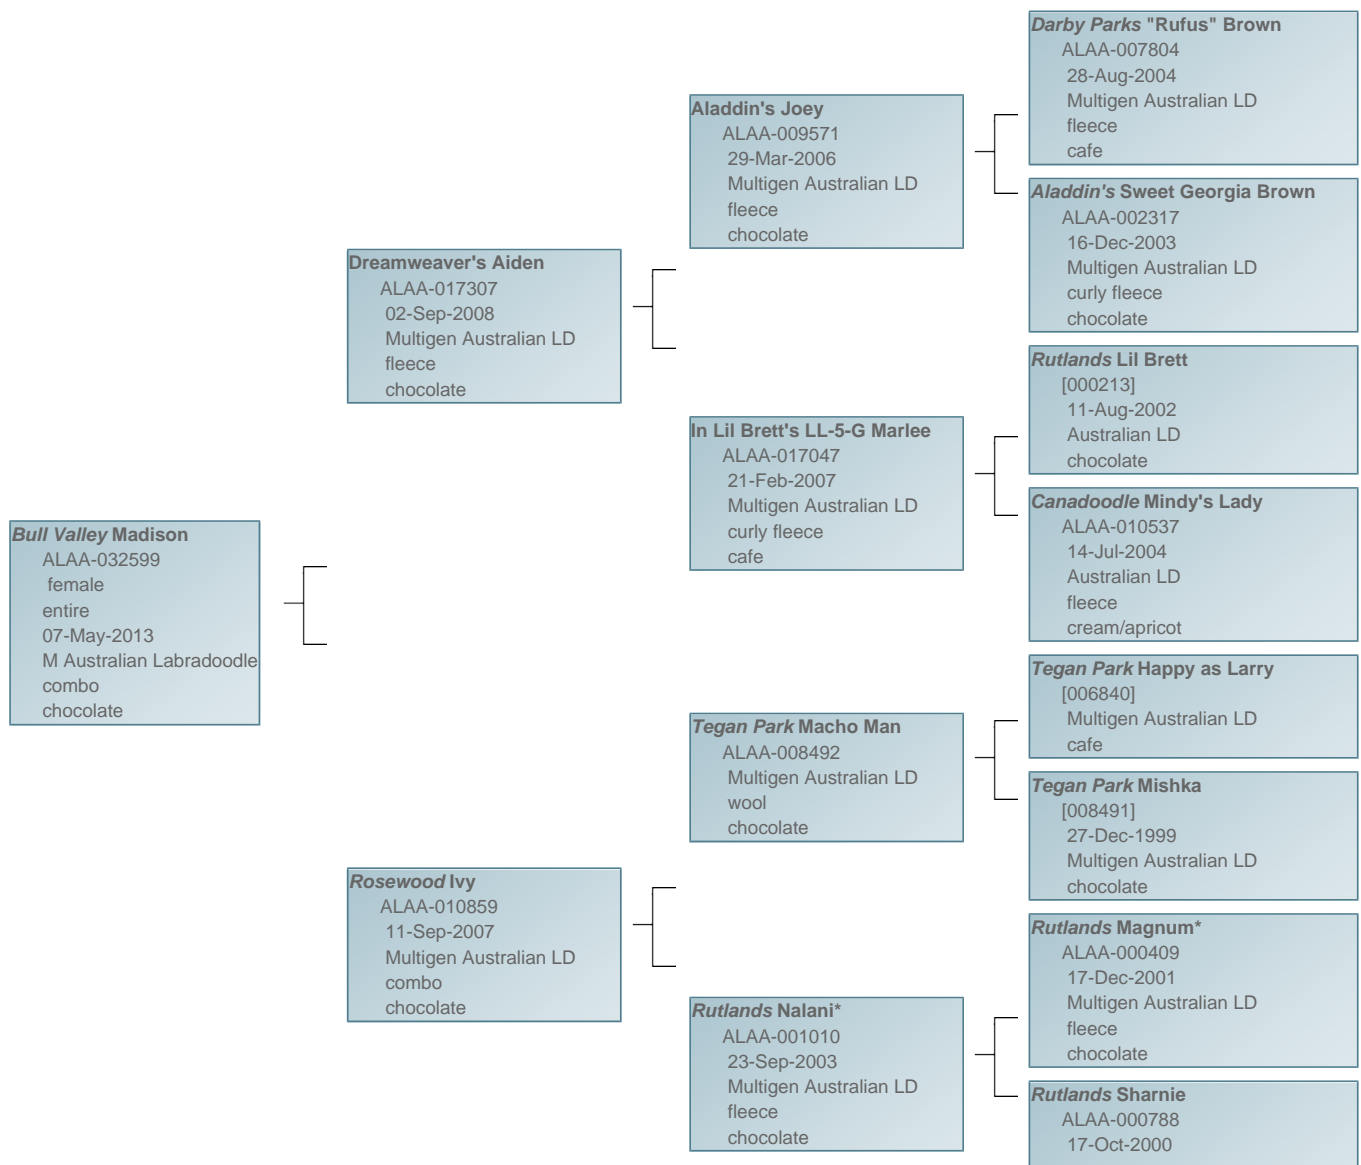 Bull Valley Madison
ALAA-032599
female
entire
07-May-2013
M Australian Labradoodle
combo
chocolate
Dreamweaver's Aiden
ALAA-017307
02-Sep-2008
Multigen Australian LD
fleece
chocolate
Rosewood Ivy
ALAA-010859
11-Sep-2007
Multigen Australian LD
combo
chocolate
Aladdin's Joey
ALAA-009571
29-Mar-2006
Multigen Australian LD
fleece
chocolate
In Lil Brett's LL-5-G Marlee
ALAA-017047
21-Feb-2007
Multigen Australian LD
curly fleece
cafe
Tegan Park Macho Man
ALAA-008492
Multigen Australian LD
wool
chocolate
Rutlands Nalani*
ALAA-001010
23-Sep-2003
Multigen Australian LD
fleece
chocolate
Darby Parks "Rufus" Brown
ALAA-007804
28-Aug-2004
Multigen Australian LD
fleece
cafe
Aladdin's Sweet Georgia Brown
ALAA-002317
16-Dec-2003
Multigen Australian LD
curly fleece
chocolate
Rutlands Lil Brett
[000213]
11-Aug-2002
Australian LD
chocolate
Canadoodle Mindy's Lady
ALAA-010537
14-Jul-2004
Australian LD
fleece
cream/apricot
Tegan Park Happy as Larry
[006840]
Multigen Australian LD
cafe
Tegan Park Mishka
[008491]
27-Dec-1999
Multigen Australian LD
chocolate
Rutlands Magnum*
ALAA-000409
17-Dec-2001
Multigen Australian LD
fleece
chocolate
Rutlands Sharnie
ALAA-000788
17-Oct-2000